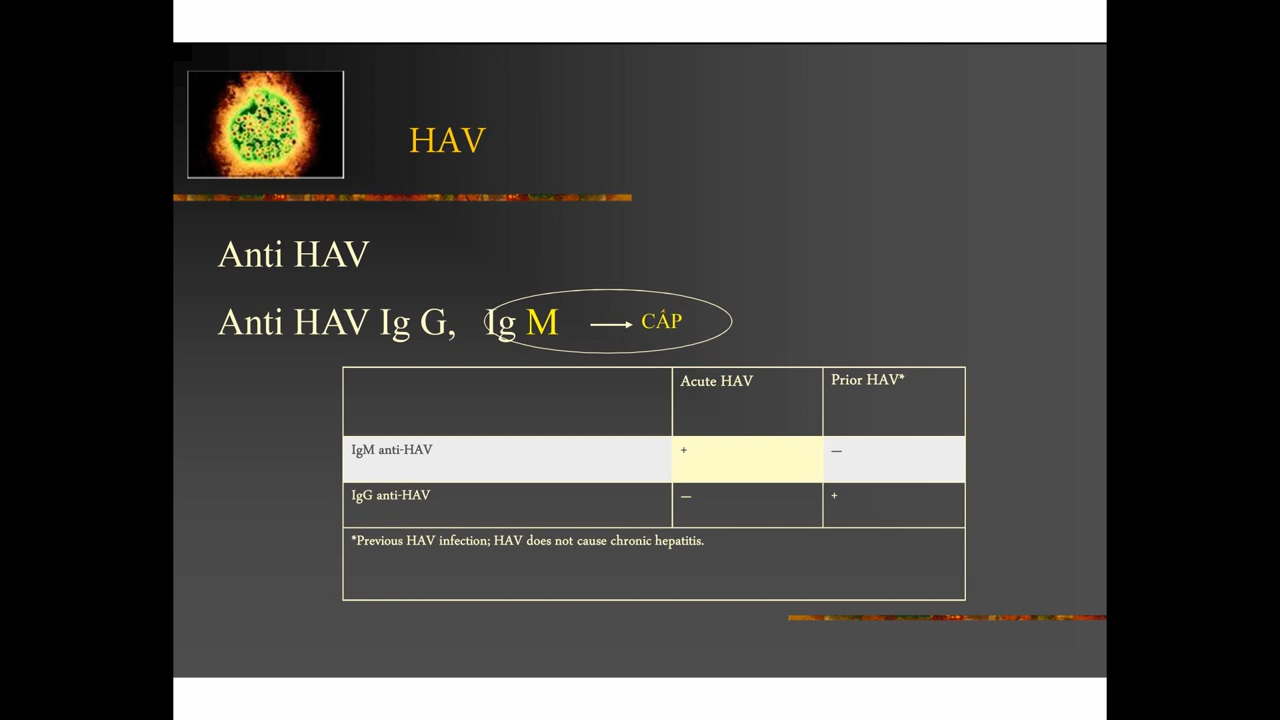 HAV
Anti HAV
Anti HAV Ig G, Ig M → CẤP
Acute HAV Prior HAV*
IgM anti-HAV + —
IgG anti-HAV — +
*Previous HAV infection; HAV does not cause chronic hepatitis.